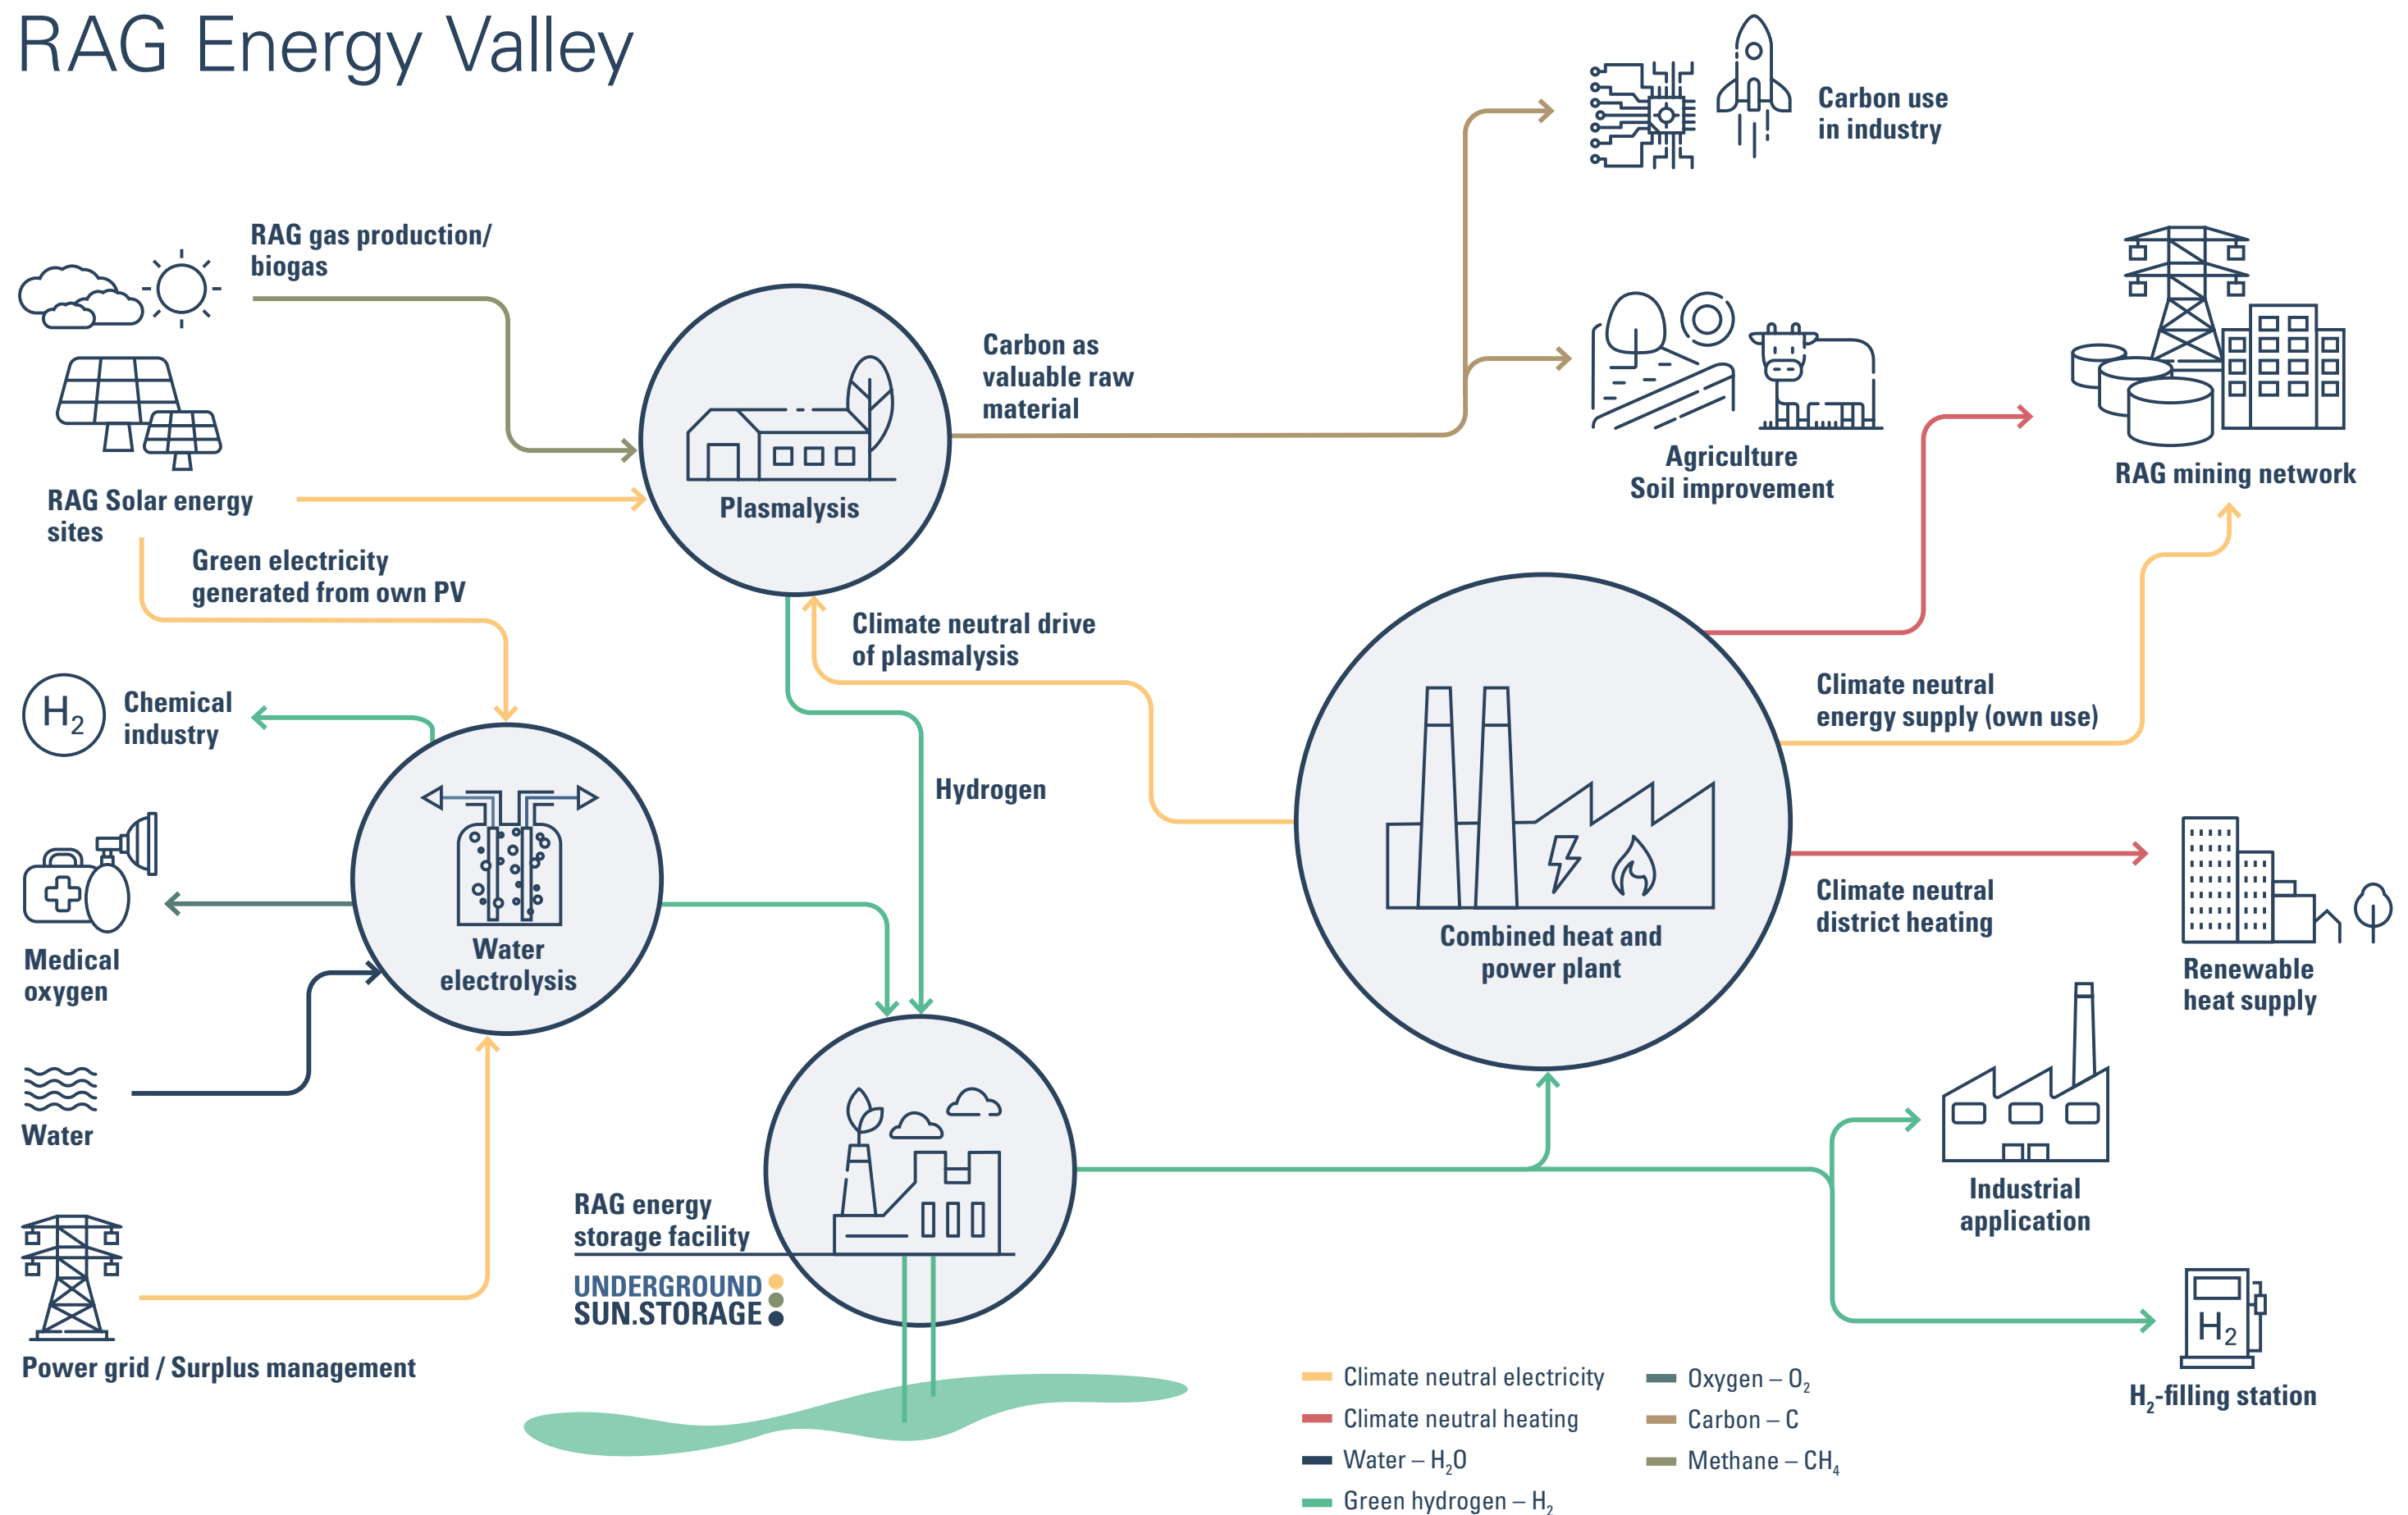 RAG Energy Valley
Carbon use
in industry
RAG gas production/
biogas
Carbon as
valuable raw
material
Plasmalysis
Agriculture
Soil improvement
RAG mining network
RAG Solar energy
sites
Green electricity
generated from own PV
Climate neutral drive
of plasmalysis
Climate neutral
energy supply (own use)
H₂
Chemical
industry
Hydrogen
Water
electrolysis
Medical
oxygen
Combined heat and
power plant
Climate neutral
district heating
Renewable
heat supply
Water
Industrial
application
RAG energy
storage facility
UNDERGROUND
SUN.STORAGE
Power grid / Surplus management
H₂
H₂-filling station
Climate neutral electricity
Climate neutral heating
Water – H₂O
Green hydrogen – H₂
Oxygen – O₂
Carbon – C
Methane – CH₄